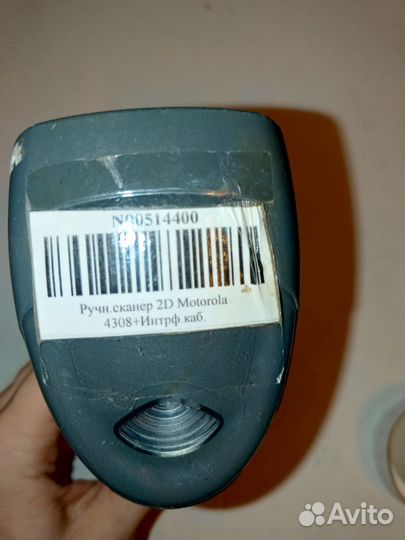 N00514400
Ручн.сканер 2D Motorola
4308+Интрф.каб.
Avito